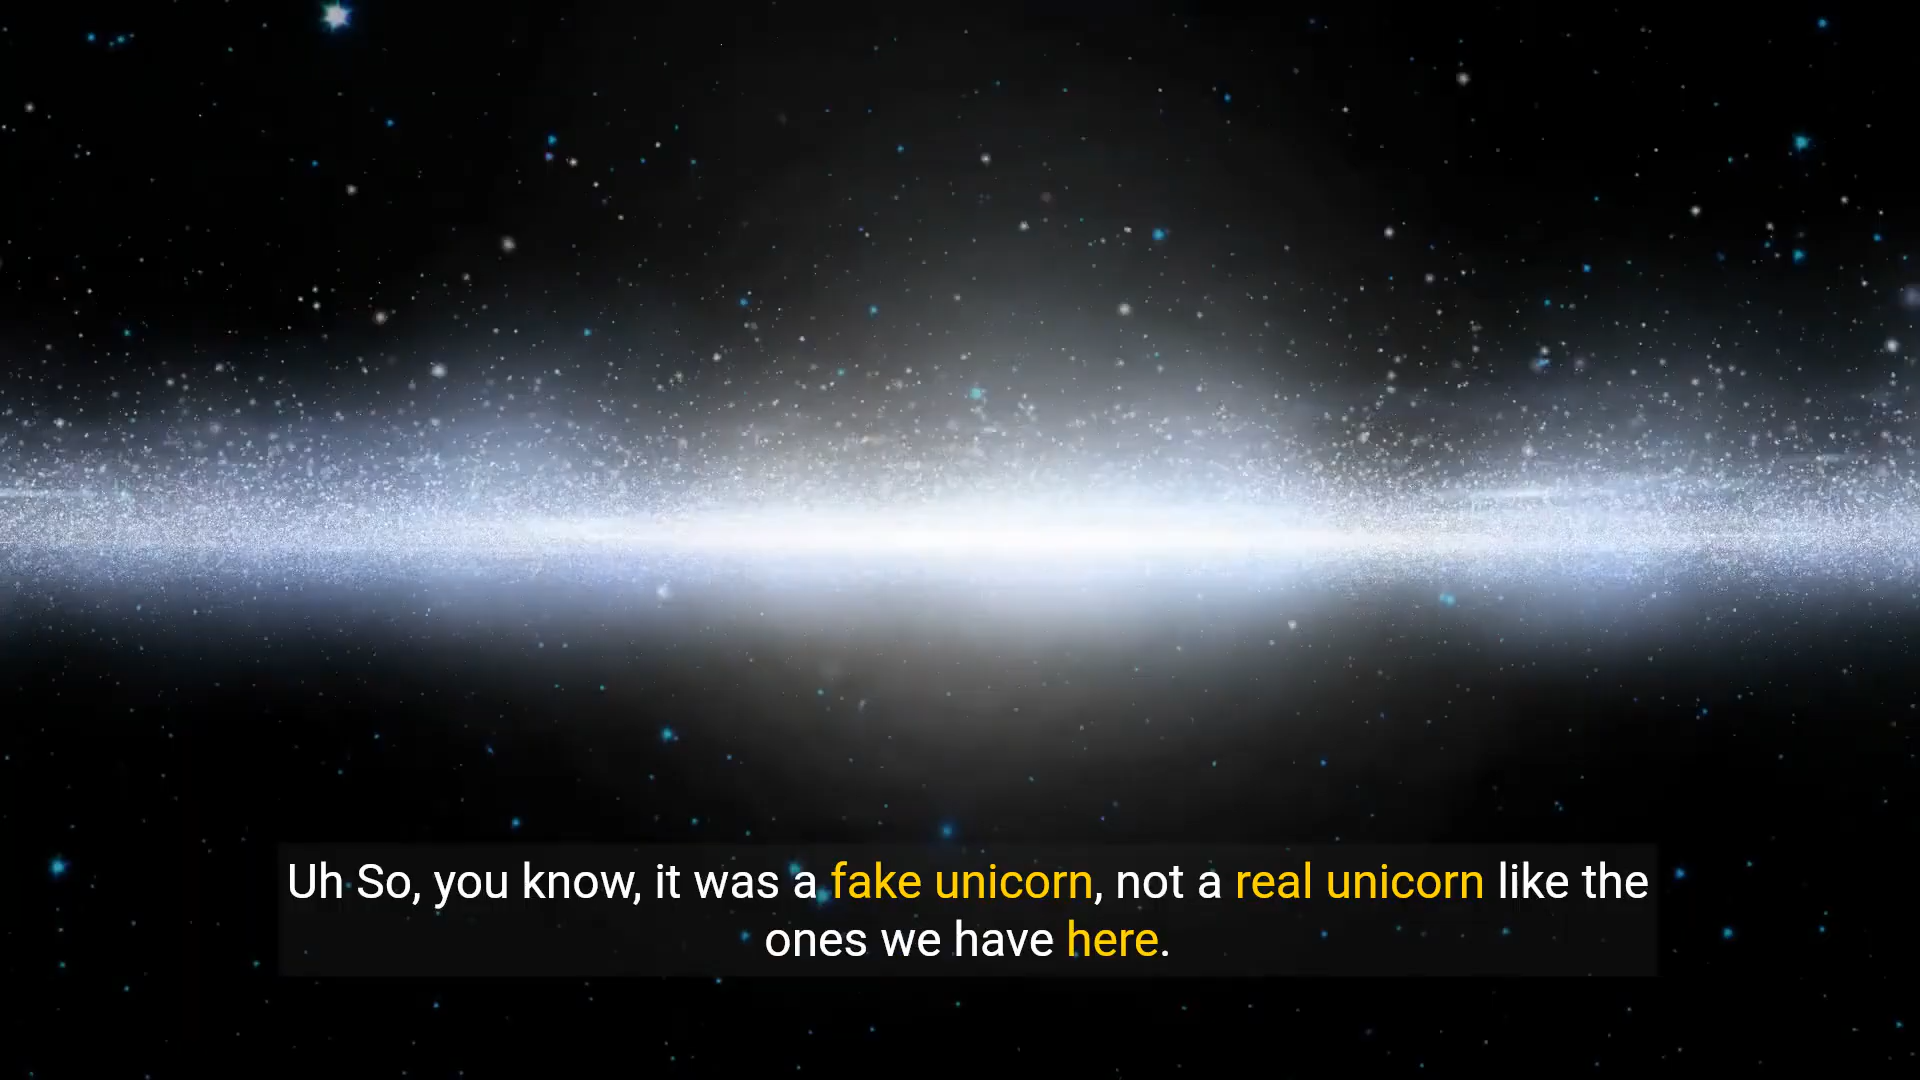 Uh So, you know, it was a fake unicorn, not a real unicorn like the
ones we have here.